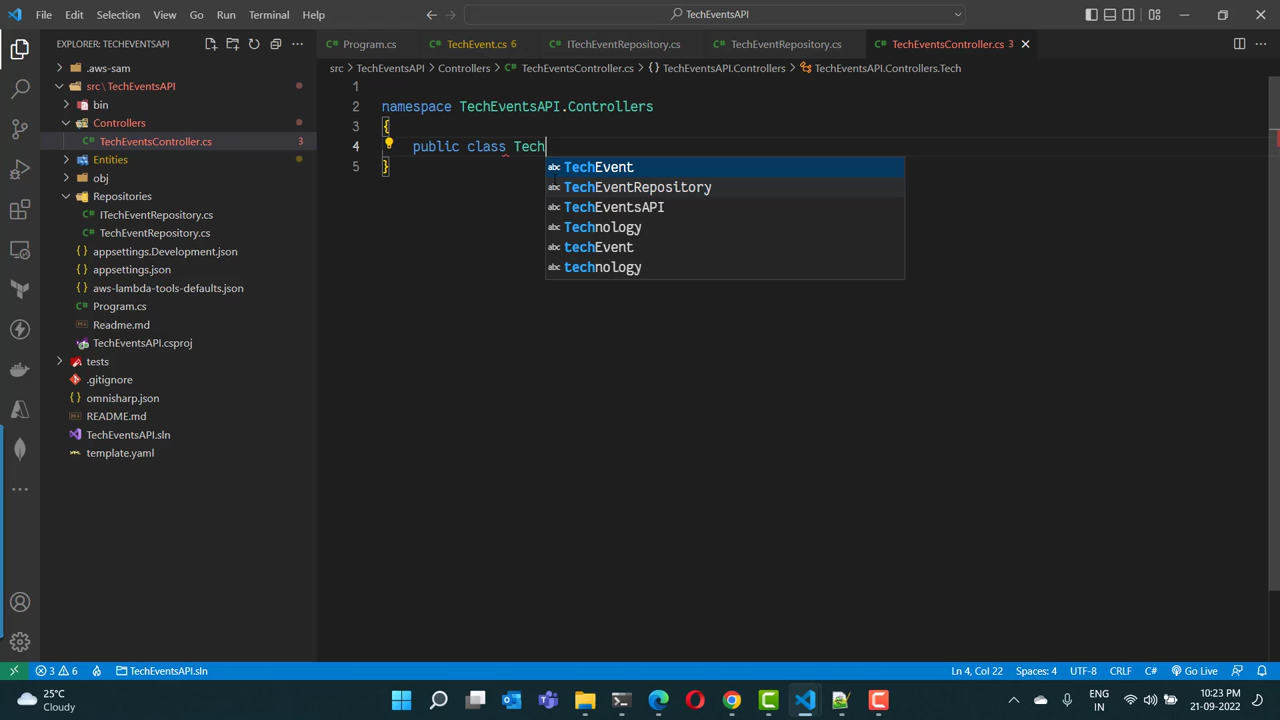 File Edit Selection View Go Run Terminal Help
TechEventsAPI
EXPLORER: TECHEVENTSAPI
.aws-sam
src\TechEventsAPI
bin
Controllers
TechEventsController.cs 3
Entities
obj
Repositories
ITechEventRepository.cs
TechEventRepository.cs
appsettings.Development.json
appsettings.json
aws-lambda-tools-defaults.json
Program.cs
Readme.md
TechEventsAPI.csproj
tests
.gitignore
omnisharp.json
README.md
TechEventsAPI.sln
template.yaml
Program.cs TechEvent.cs 6 ITechEventRepository.cs TechEventRepository.cs TechEventsController.cs 3
src > TechEventsAPI > Controllers > TechEventsController.cs > {} TechEventsAPI.Controllers > TechEventsAPI.Controllers.Tech
1
2 namespace TechEventsAPI.Controllers
3 {
4 public class Tech
5 }
abc TechEvent
abc TechEventRepository
abc TechEventsAPI
abc Technology
abc techEvent
abc technology
3 6 TechEventsAPI.sln Ln 4, Col 22 Spaces: 4 UTF-8 CRLF C# Go Live
25°C
Cloudy
ENG
IN
10:23 PM
21-09-2022